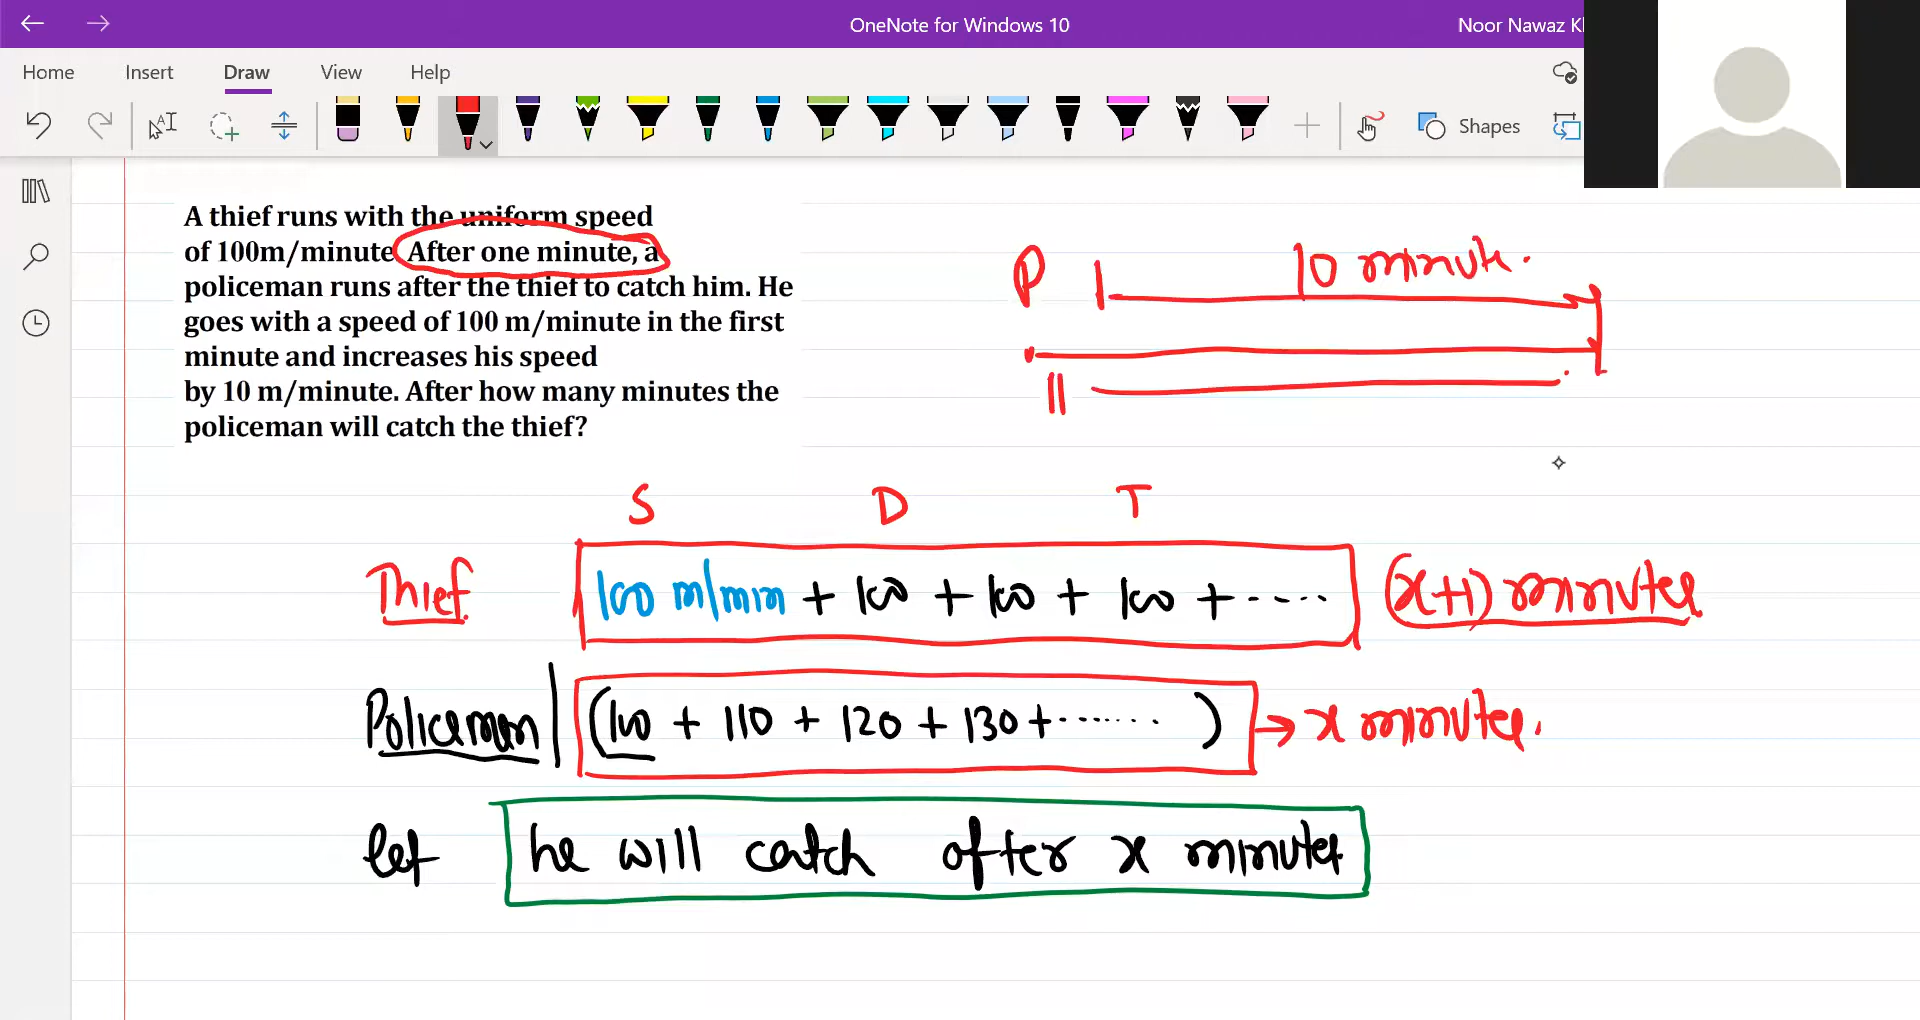 OneNote for Windows 10
Noor Nawaz
Home Insert Draw View Help
Shapes
A thief runs with the uniform speed
of 100m/minute After one minute, a
policeman runs after the thief to catch him. He
goes with a speed of 100 m/minute in the first
minute and increases his speed
by 10 m/minute. After how many minutes the
policeman will catch the thief?
P 10 minute.
11
S D T
Thief 100 m/min + 100 + 100 + 100 + ..... (x+1) minutes
Policeman (100 + 110 + 120 + 130 + ...... ) → x minutes.
let he will catch after x minutes